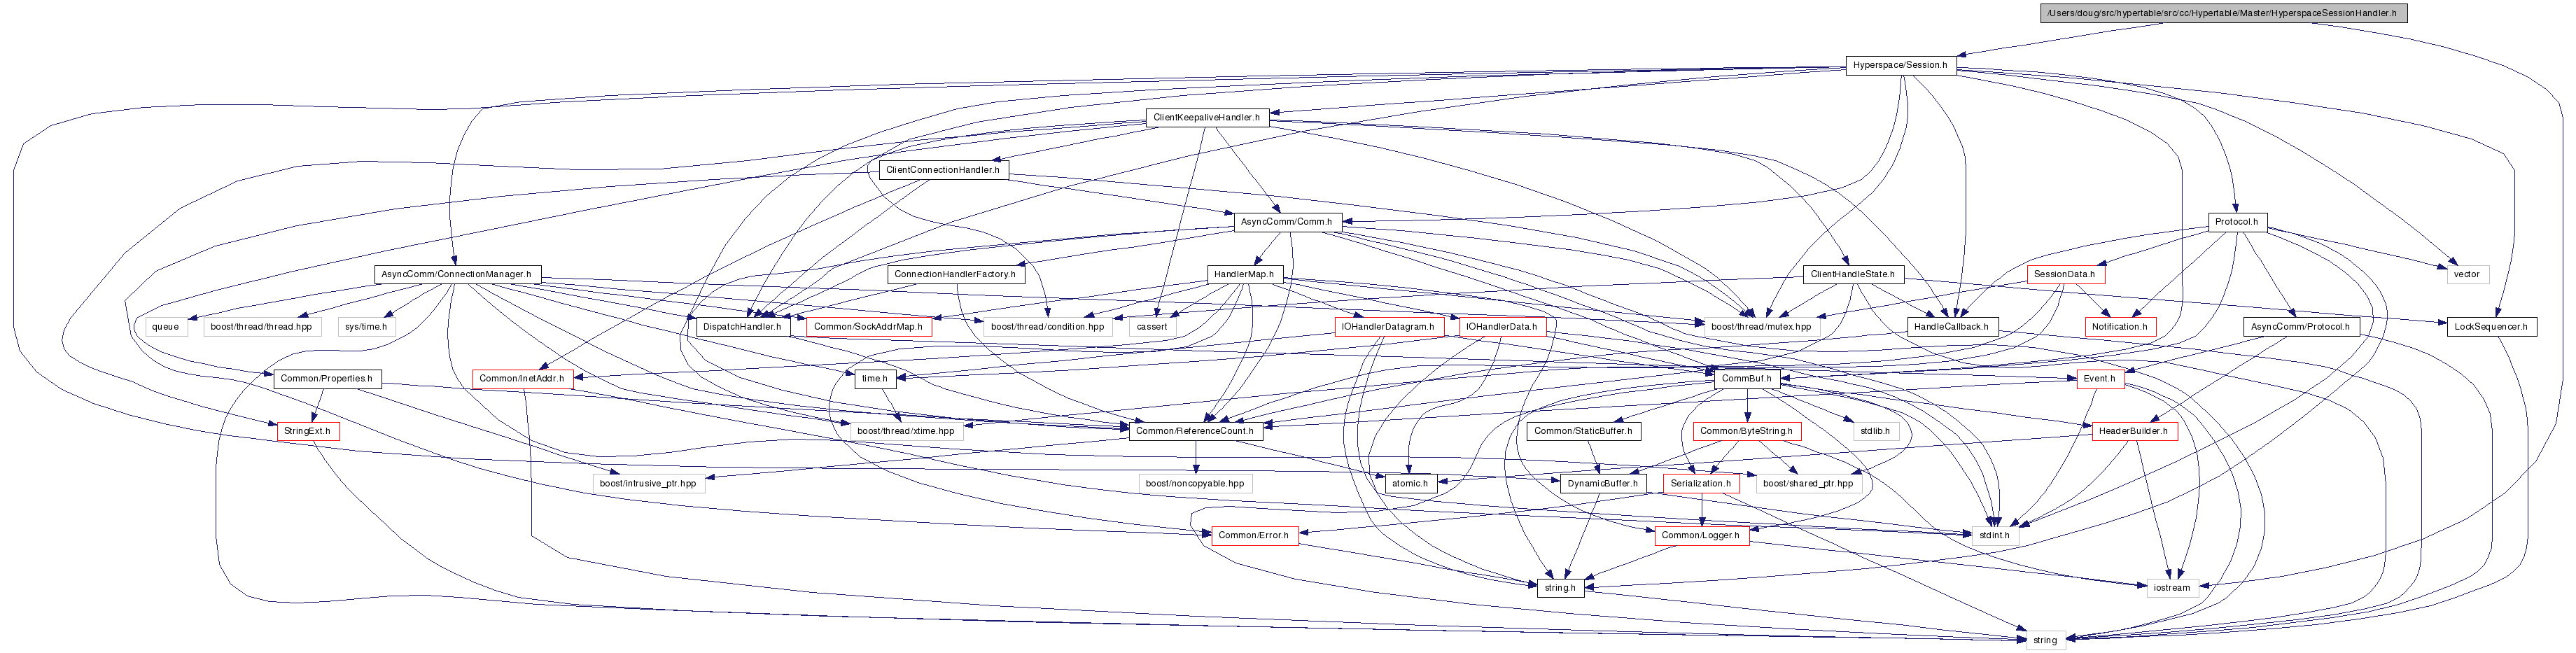 /Users/doug/src/hypertable/src/cc/Hypertable/Master/HyperspaceSessionHandler.h
Hyperspace/Session.h
ClientKeepaliveHandler.h
ClientConnectionHandler.h
AsyncComm/Comm.h
Protocol.h
AsyncComm/ConnectionManager.h
ConnectionHandlerFactory.h
HandlerMap.h
ClientHandleState.h
SessionData.h
vector
queue
boost/thread/thread.hpp
sys/time.h
DispatchHandler.h
Common/SockAddrMap.h
boost/thread/condition.hpp
cassert
IOHandlerDatagram.h
IOHandlerData.h
boost/thread/mutex.hpp
HandleCallback.h
Notification.h
AsyncComm/Protocol.h
LockSequencer.h
Common/Properties.h
Common/InetAddr.h
time.h
CommBuf.h
Event.h
StringExt.h
boost/thread/xtime.hpp
Common/ReferenceCount.h
Common/StaticBuffer.h
Common/ByteString.h
stdlib.h
HeaderBuilder.h
boost/intrusive_ptr.hpp
boost/noncopyable.hpp
atomic.h
DynamicBuffer.h
Serialization.h
boost/shared_ptr.hpp
Common/Error.h
Common/Logger.h
stdint.h
string.h
iostream
string